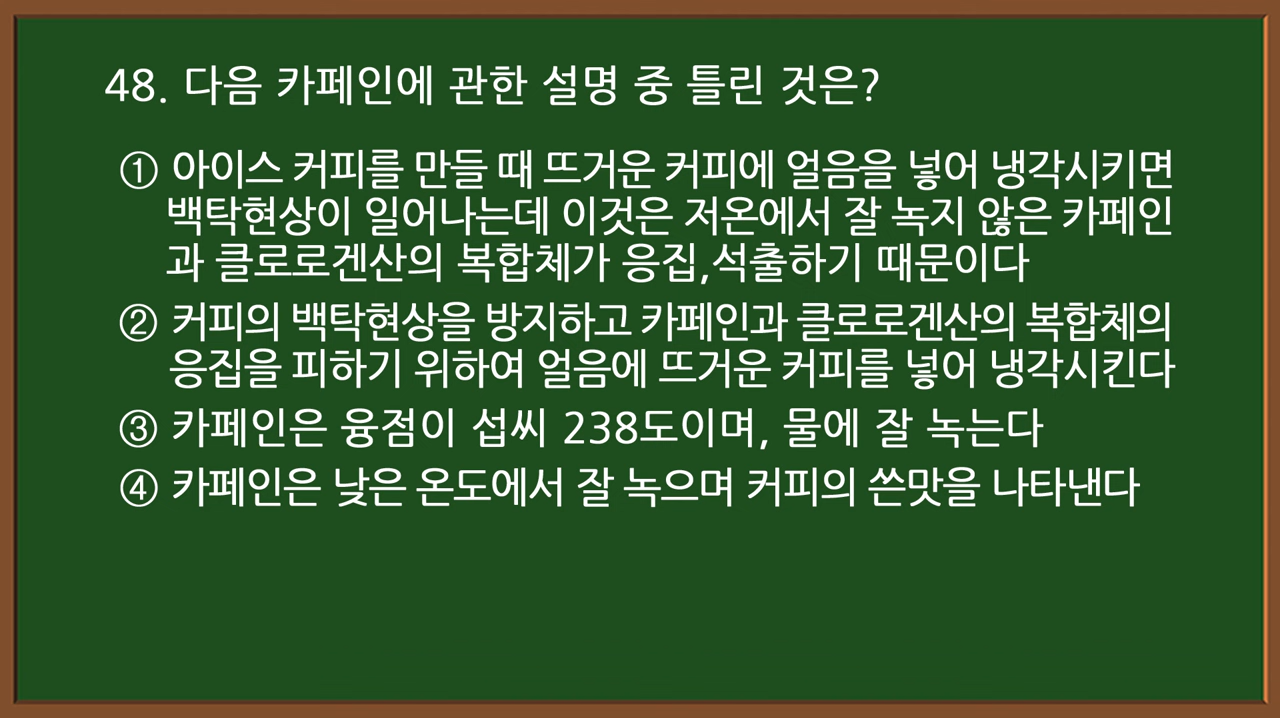 48. 다음 카페인에 관한 설명 중 틀린 것은?
① 아이스 커피를 만들 때 뜨거운 커피에 얼음을 넣어 냉각시키면
백탁현상이 일어나는데 이것은 저온에서 잘 녹지 않은 카페인
과 클로로겐산의 복합체가 응집,석출하기 때문이다
② 커피의 백탁현상을 방지하고 카페인과 클로로겐산의 복합체의
응집을 피하기 위하여 얼음에 뜨거운 커피를 넣어 냉각시킨다
③ 카페인은 융점이 섭씨 238도이며, 물에 잘 녹는다
④ 카페인은 낮은 온도에서 잘 녹으며 커피의 쓴맛을 나타낸다